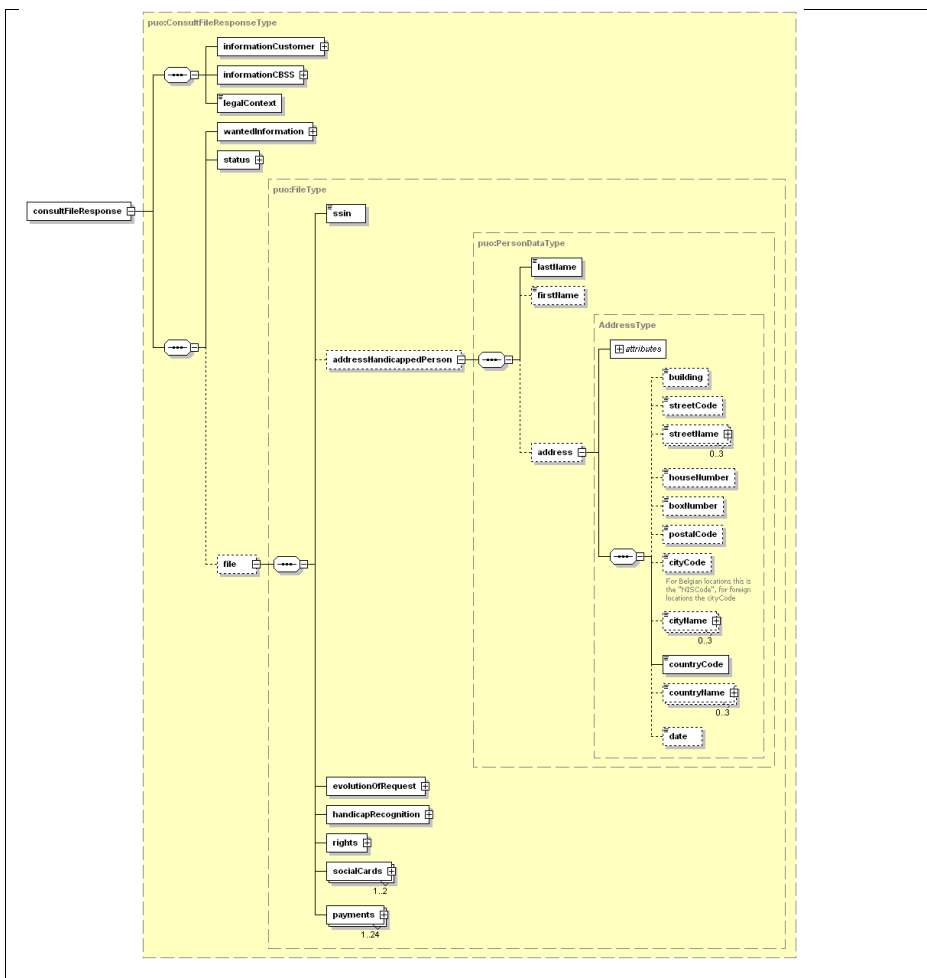 puo:ConsultFileResponseType
informationCustomer
informationCBSS
legalContext
wantedInformation
status
puo:FileType
consultFileResponse
ssin
puo:PersonDataType
lastName
firstName
AddressType
attributes
addressHandicappedPerson
building
streetCode
streetName
0..3
address
houseNumber
boxNumber
postalCode
file
cityCode
For Belgian locations this is
the "NISCode", for foreign
locations the cityCode
cityName
0..3
countryCode
countryName
0..3
date
evolutionOfRequest
handicapRecognition
rights
socialCards
1..2
payments
1..24